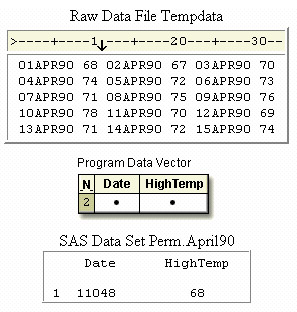 Raw Data File Tempdata
>----+----1----+----20---+----30--
01APR90 68 02APR90 67 03APR90 70
04APR90 74 05APR90 72 06APR90 73
07APR90 71 08APR90 75 09APR90 76
10APR90 78 11APR90 70 12APR90 69
13APR90 71 14APR90 72 15APR90 74
Program Data Vector
_N_ Date HighTemp
2 • •
SAS Data Set Perm.April90
Date HighTemp
1 11048 68